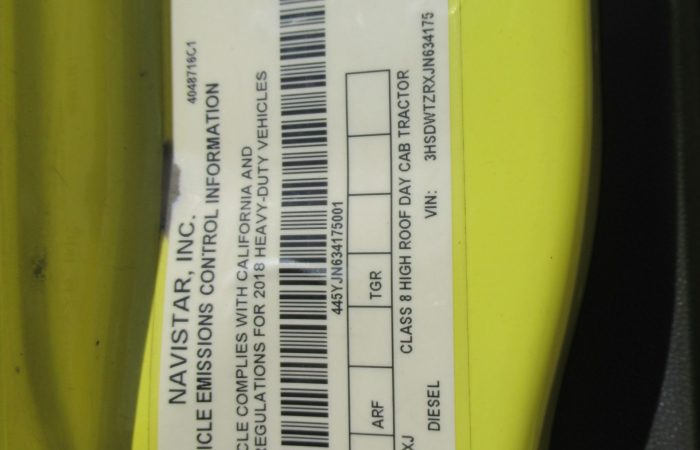 4048716C1
NAVISTAR, INC.
ICLE EMISSIONS CONTROL INFORMATION
CLE COMPLIES WITH CALIFORNIA AND
REGULATIONS FOR 2018 HEAVY-DUTY VEHICLES
445YJN634175001
ARF TGR
CLASS 8 HIGH ROOF DAY CAB TRACTOR
XJ
DIESEL VIN: 3HSDWTZRXJN634175